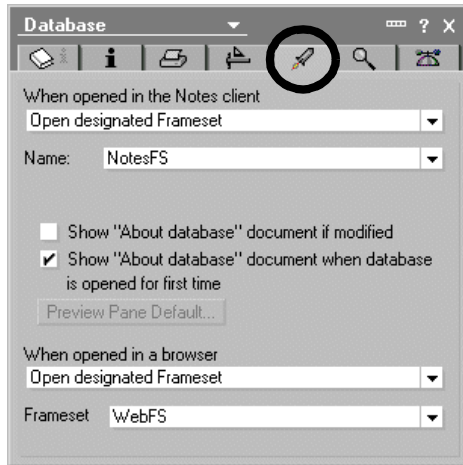 Database ?
i i
When opened in the Notes client
Open designated Frameset
Name: NotesFS
Show "About database" document if modified
Show "About database" document when database
is opened for first time
Preview Pane Default...
When opened in a browser
Open designated Frameset
Frameset WebFS